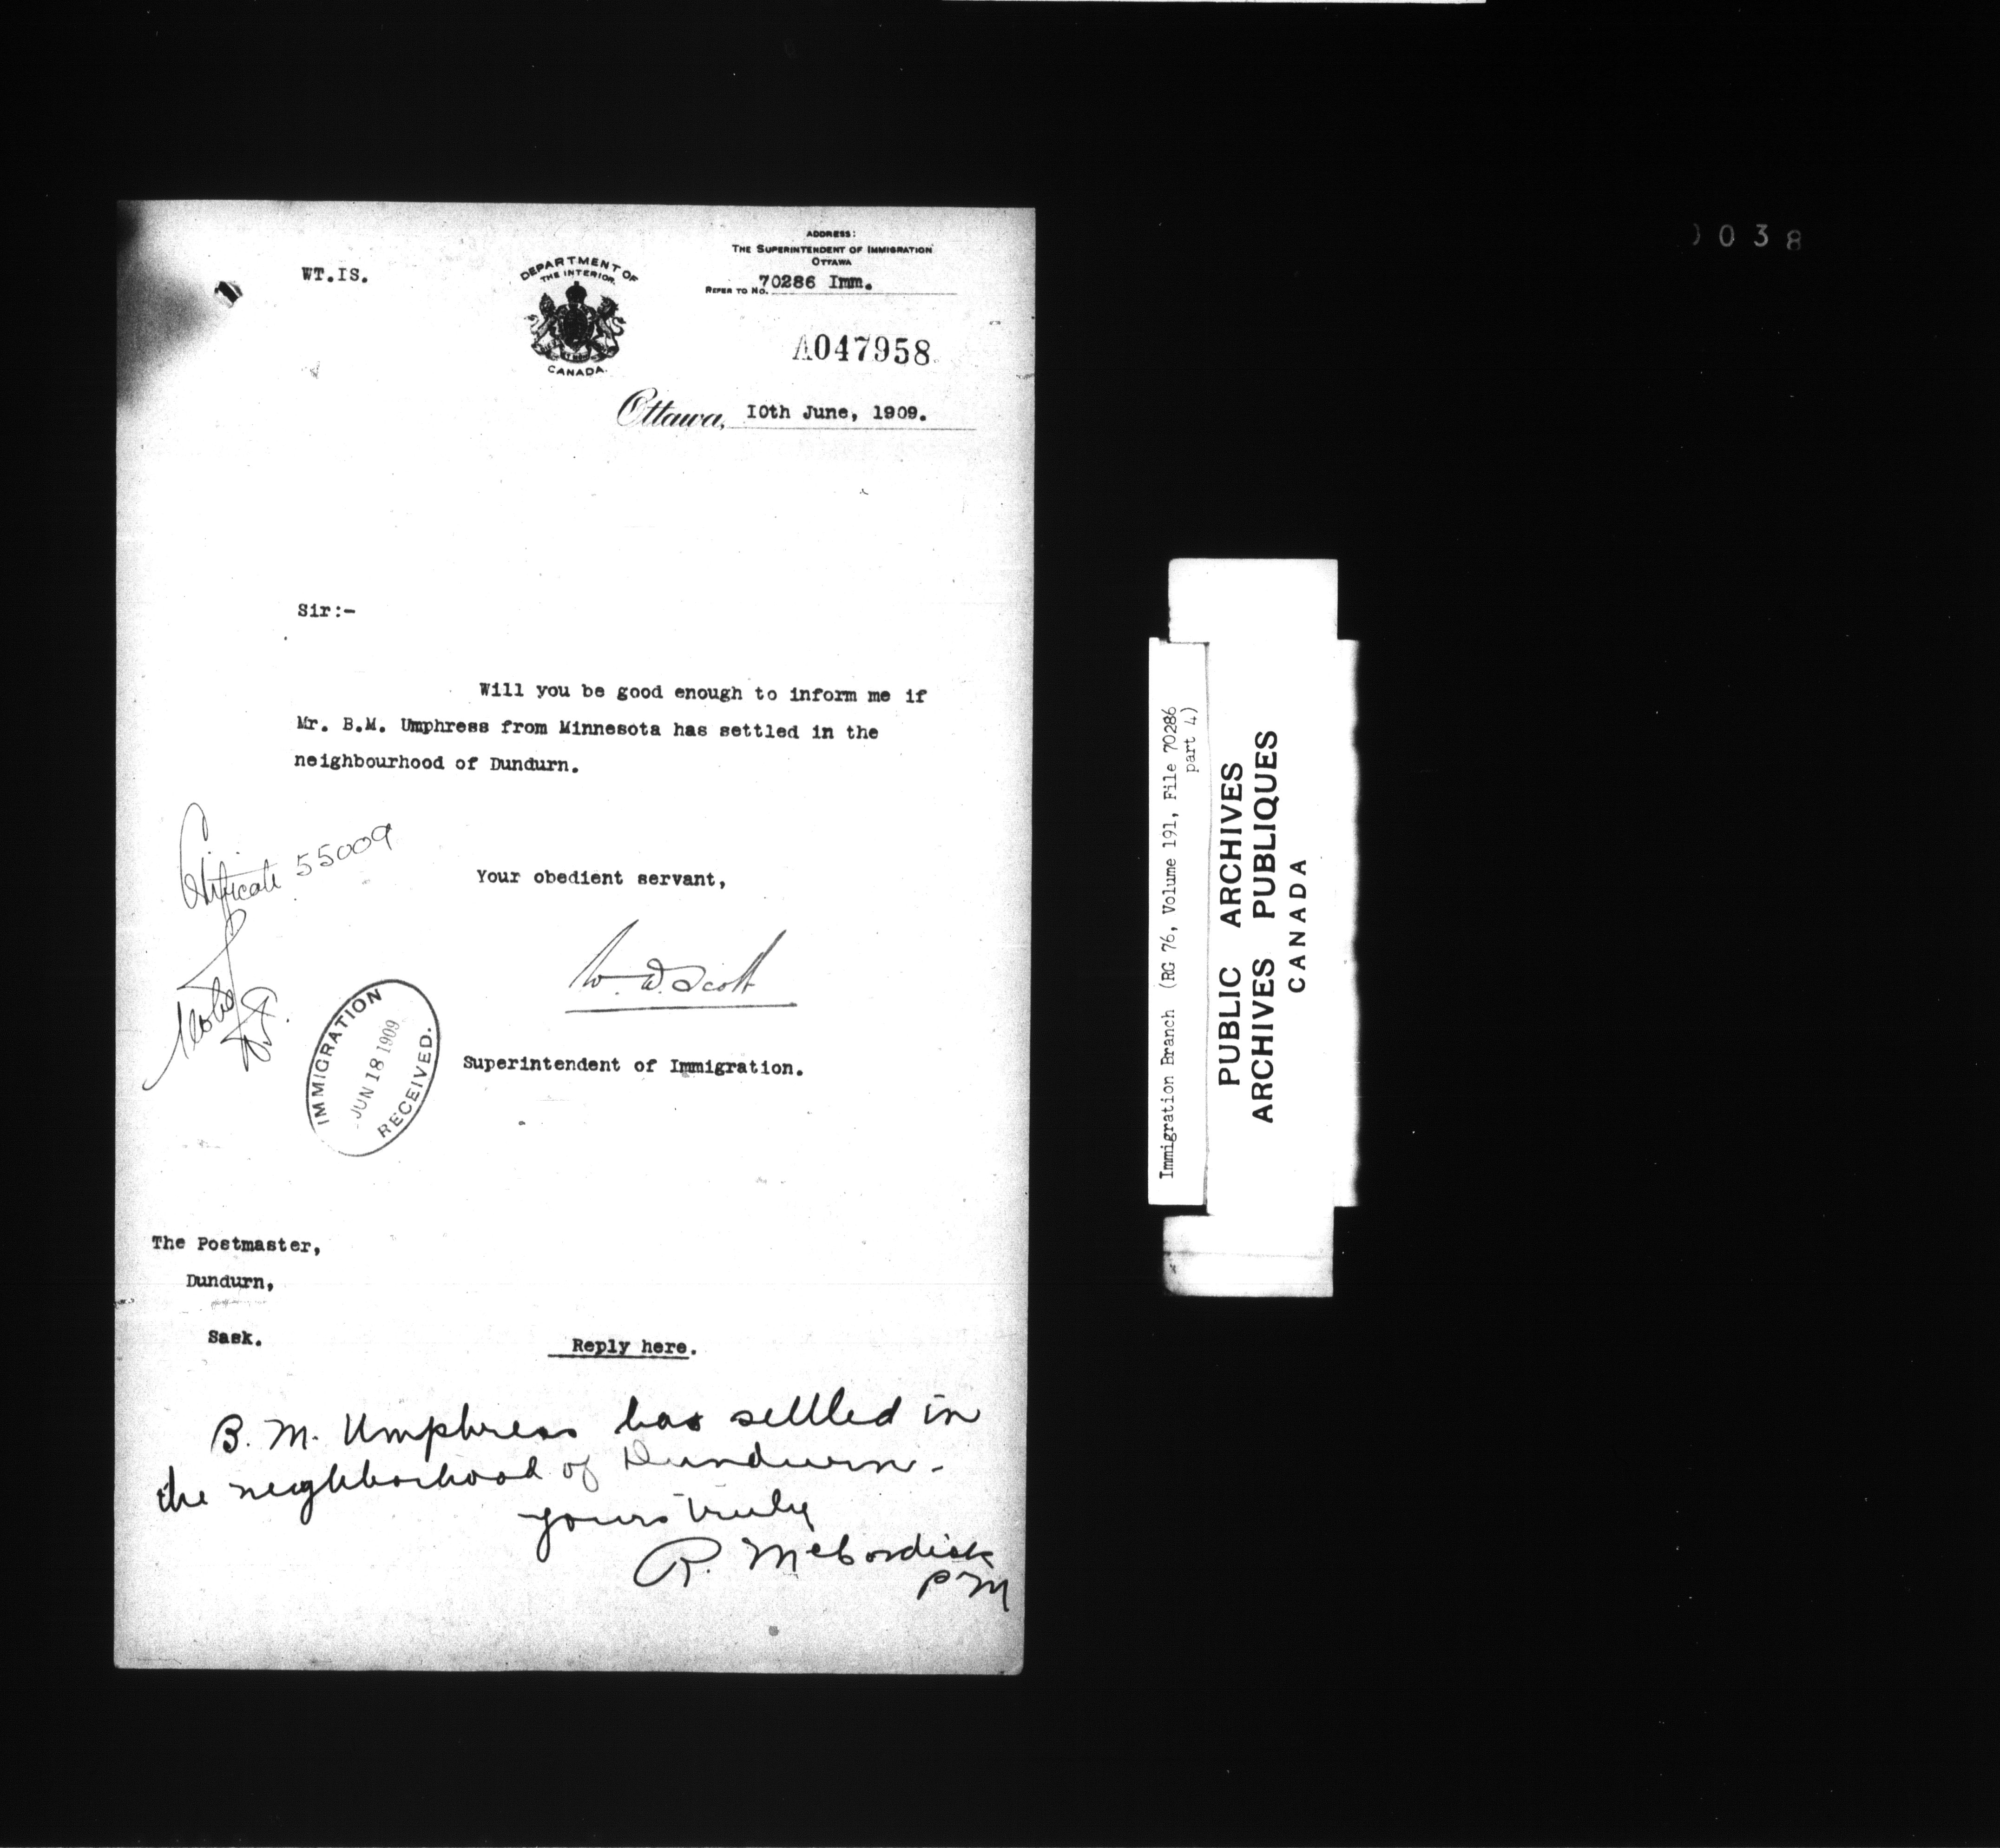 WT.IS.
DEPARTMENT OF
THE INTERIOR
CANADA.
ADDRESS:
THE SUPERINTENDENT OF IMMIGRATION
OTTAWA
REFER TO NO. 70286 Imm.
A047958
Ottawa, I0th June, 1909.
Sir:-
Will you be good enough to inform me if
Mr. B.M. Umphress from Minnesota has settled in the
neighbourhood of Dundurn.
Certificate 55009
Your obedient servant,
W. D. Scott
IMMIGRATION
JUN 18 1909
RECEIVED.
Superintendent of Immigration.
The Postmaster,
Dundurn,
Sask.
Reply here.
B. M. Umphress has settled in
the neighborhood of Dundurn.
yours truly
R. McCordick
PM
038
Immigration Branch (RG 76, Volume 191, File 70286
part 4)
PUBLIC ARCHIVES
ARCHIVES PUBLIQUES
CANADA